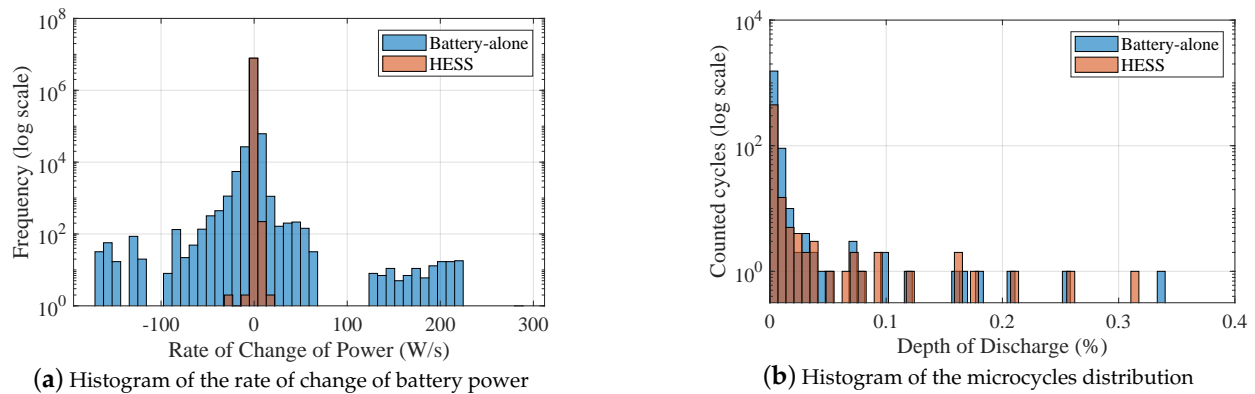 10^8
10^6
10^4
10^2
10^0
Frequency (log scale)
-100 0 100 200 300
Rate of Change of Power (W/s)
Battery-alone
HESS
(a) Histogram of the rate of change of battery power
10^4
10^2
10^0
Counted cycles (log scale)
0 0.1 0.2 0.3 0.4
Depth of Discharge (%)
Battery-alone
HESS
(b) Histogram of the microcycles distribution